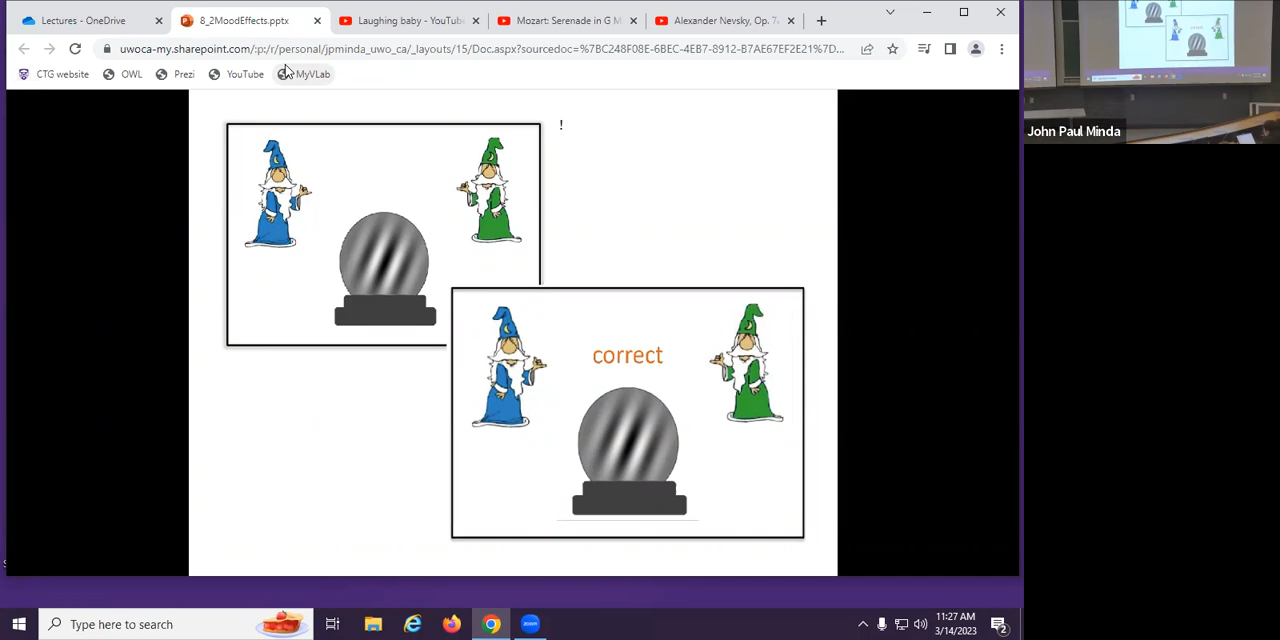 Lectures - OneDrive
8_2MoodEffects.pptx
Laughing baby - YouTube
Mozart: Serenade in G M
Alexander Nevsky, Op. 7
uwoca-my.sharepoint.com/:p:/r/personal/jpminda_uwo_ca/_layouts/15/Doc.aspx?sourcedoc=%7BC248F08E-6BEC-4EB7-8912-B7AE67EF2E21%7D...
CTG website
OWL
Prezi
YouTube
MyVLab
John Paul Minda
!
correct
Type here to search
11:27 AM
3/14/2023
2